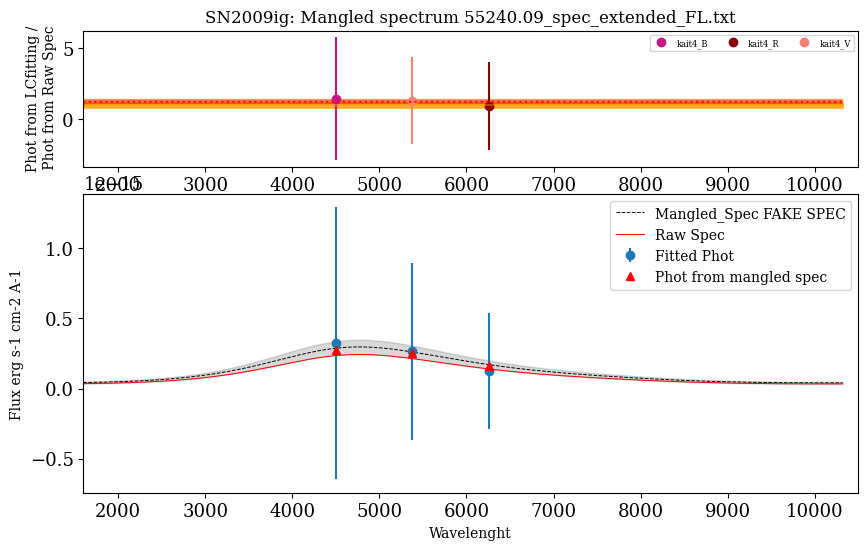 SN2009ig: Mangled spectrum 55240.09_spec_extended_FL.txt
Phot from LCfitting /
Phot from Raw Spec
5
0
kait4_B
kait4_R
kait4_V
2000 3000 4000 5000 6000 7000 8000 9000 10000
1e−15
Flux erg s-1 cm-2 A-1
1.0
0.5
0.0
−0.5
Mangled_Spec FAKE SPEC
Raw Spec
Fitted Phot
Phot from mangled spec
2000 3000 4000 5000 6000 7000 8000 9000 10000
Wavelenght